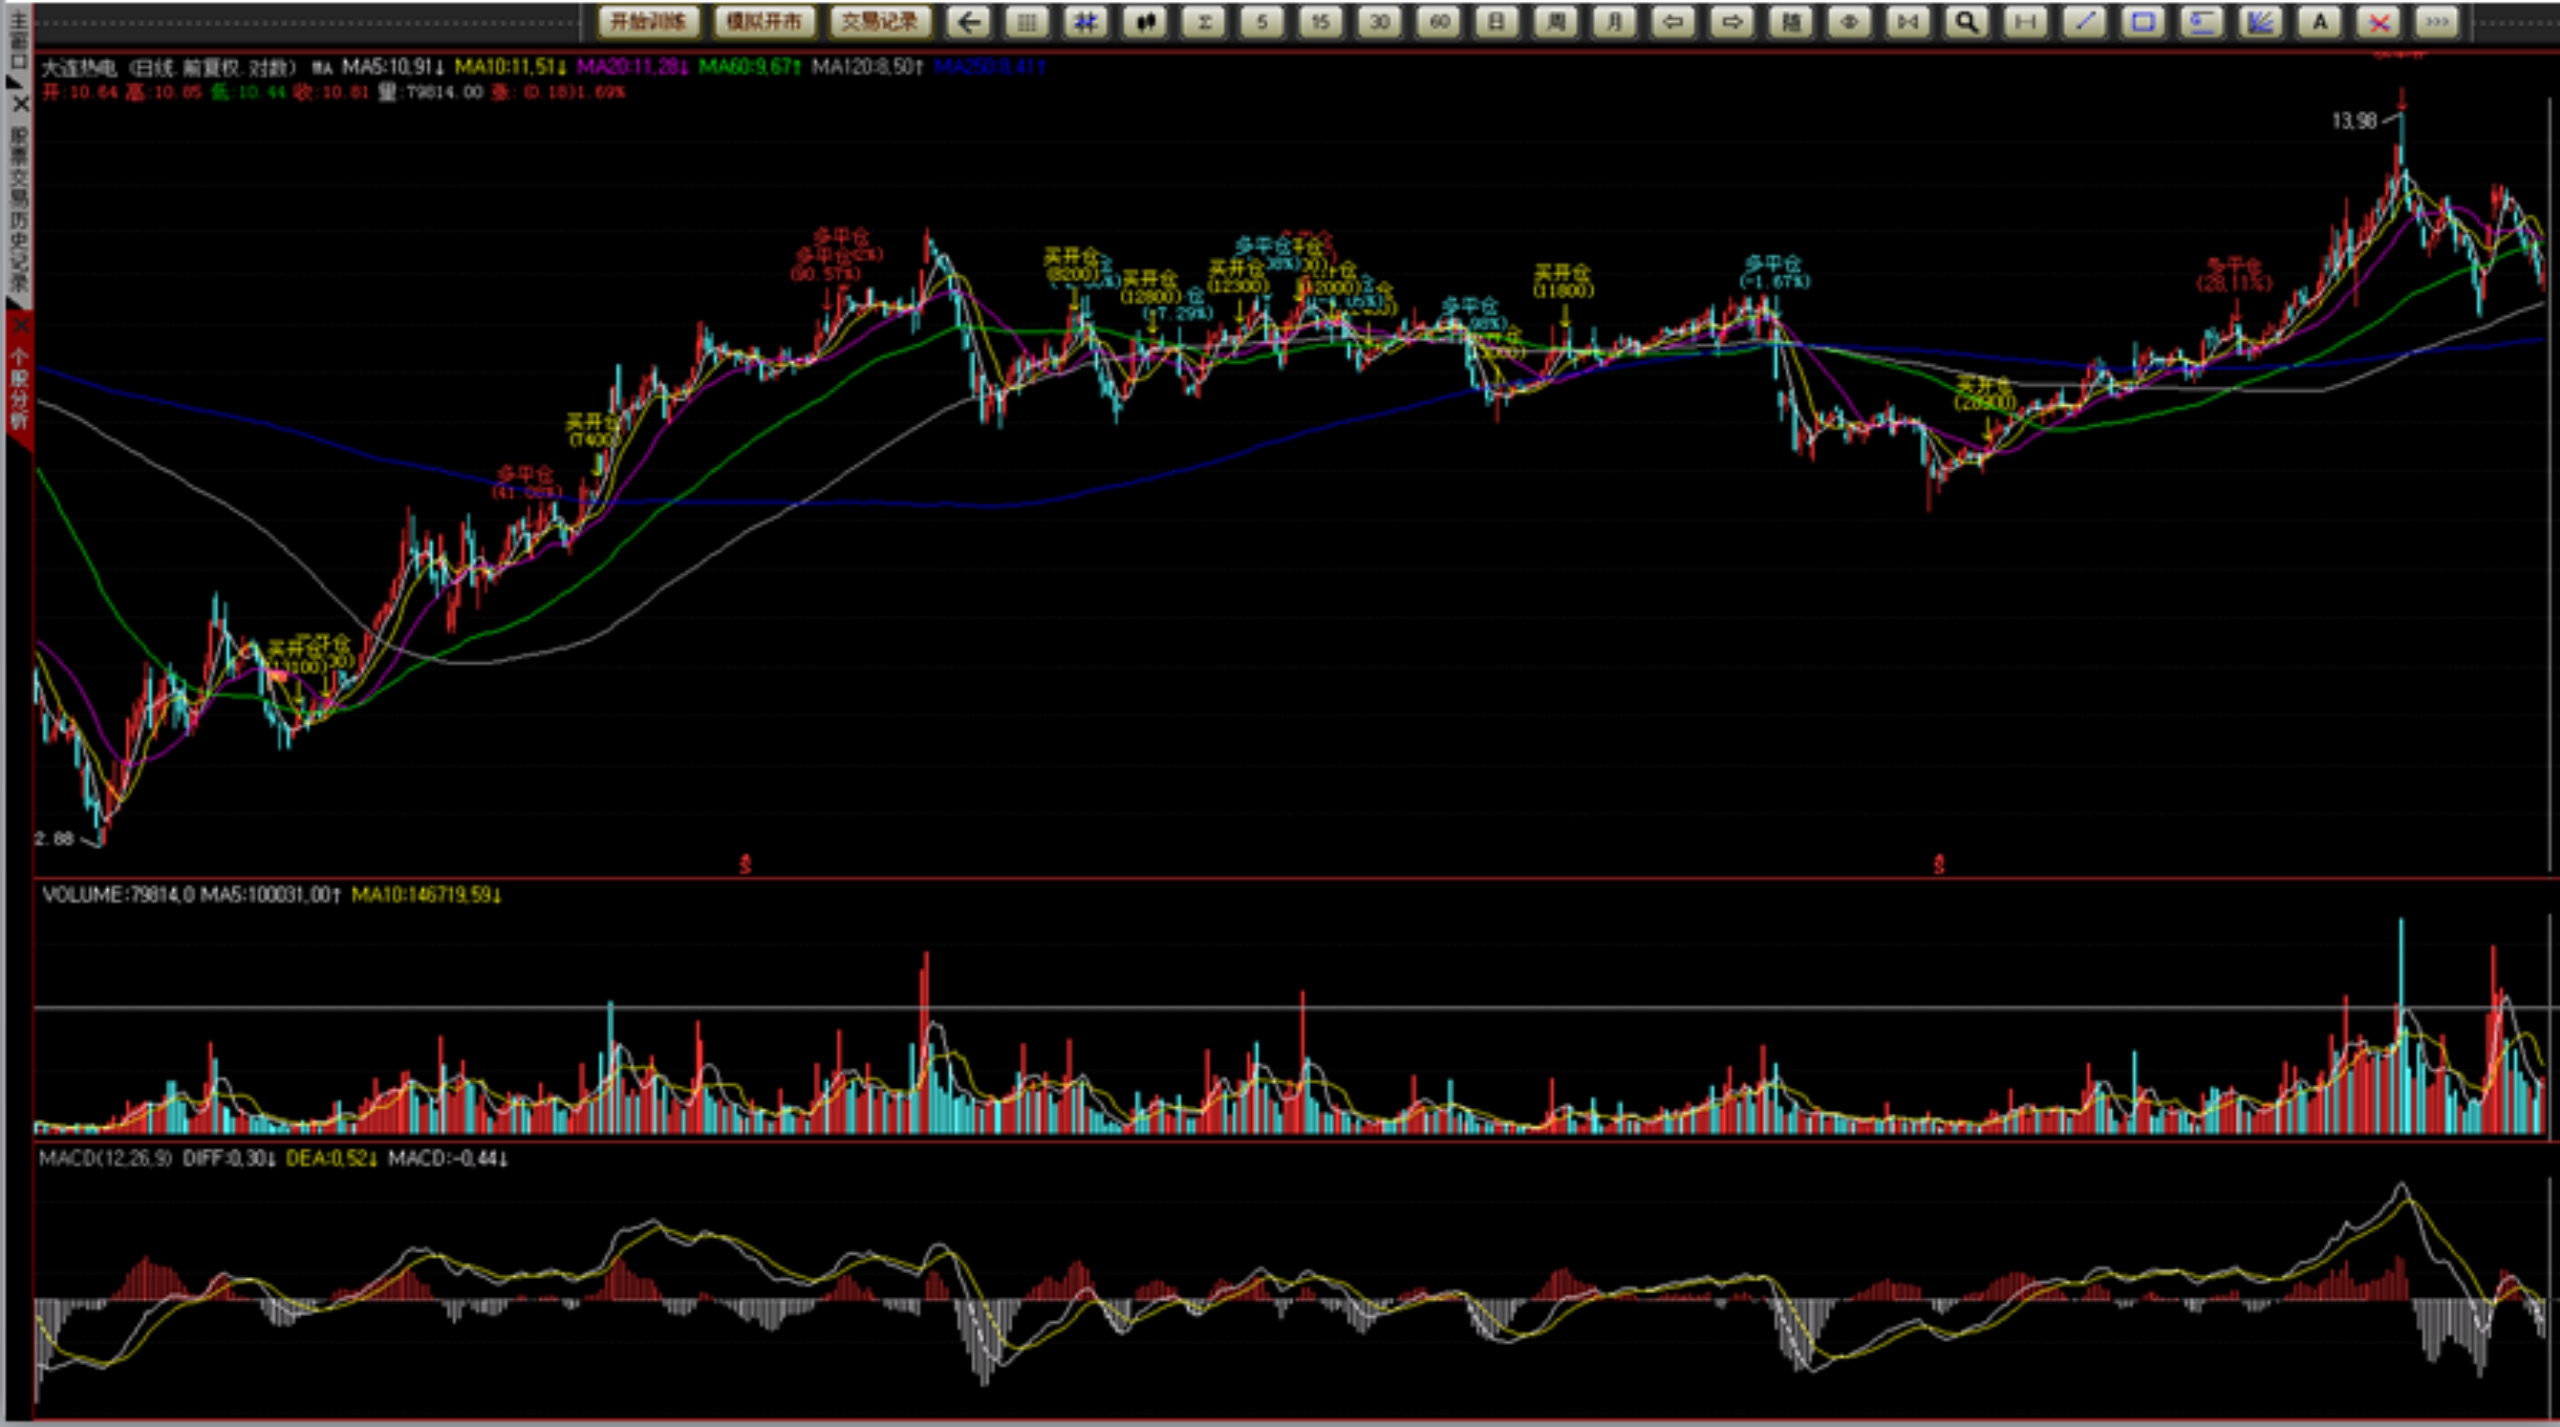 开始训练 模拟开市 交易记录 Σ 5 15 30 60 日 周 月 随 A >>>
主窗口
股票交易历史记录
个股分析
大连热电 (日线.前复权.对数) MA MA5:10.91↓ MA10:11.51↓ MA20:11.28↓ MA60:9.67↑ MA120:8.50↑ MA250:8.41↑
开:10.64 高:10.85 低:10.44 收:10.81 量:79814.00 涨: (0.18)1.69%
13.98
多平仓
多平仓
(90.57%)
买开仓
(8200)
买开仓
(12800)
(-7.29%)
买开仓
(12300)
多平仓
多平仓
买开仓
(11800)
多平仓
(-1.67%)
多平仓
(28.11%)
买开仓
买开仓
(7400)
多平仓
(41.08%)
买开仓
(13100)
2.88
S
S
VOLUME:79814.0 MA5:100031.00↑ MA10:146719.59↓
MACD(12,26,9) DIFF:0.30↓ DEA:0.52↓ MACD:-0.44↓